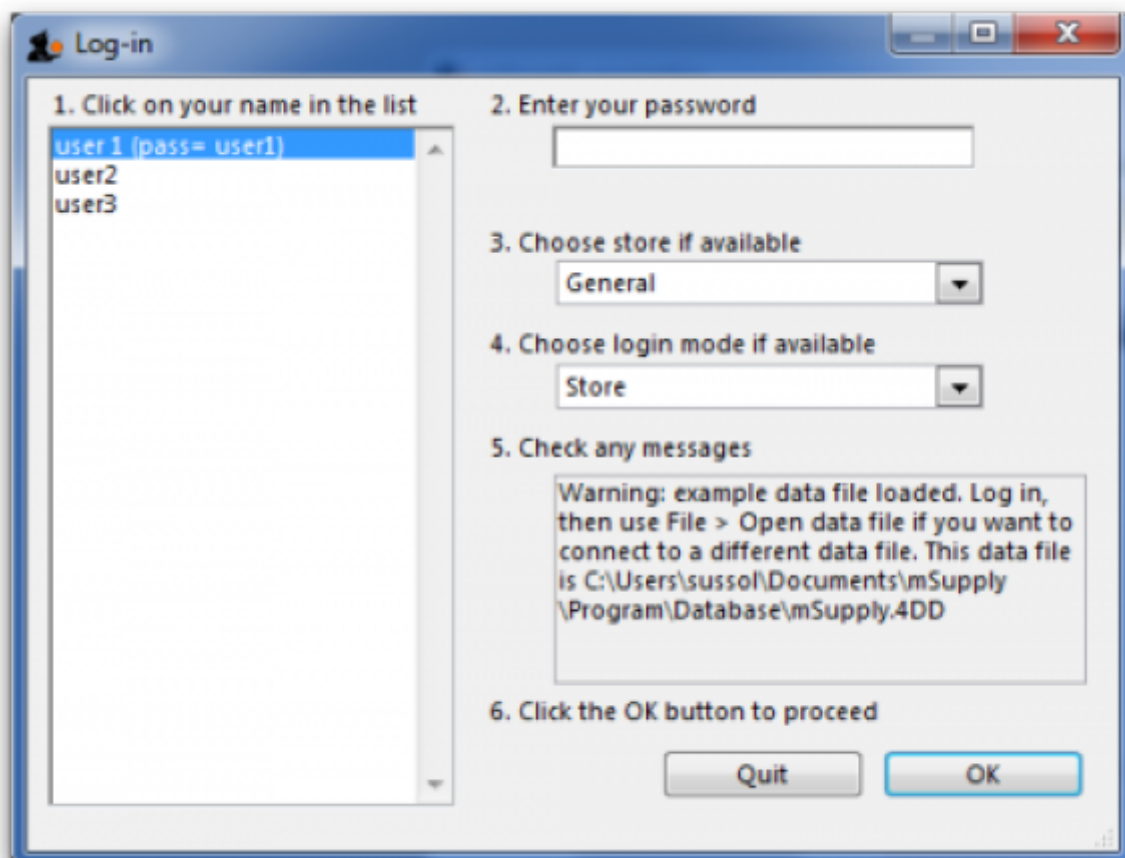 Log-in
1. Click on your name in the list
user 1 (pass= user1)
user2
user3
2. Enter your password
3. Choose store if available
General
4. Choose login mode if available
Store
5. Check any messages
Warning: example data file loaded. Log in,
then use File > Open data file if you want to
connect to a different data file. This data file
is C:\Users\sussol\Documents\mSupply
\Program\Database\mSupply.4DD
6. Click the OK button to proceed
Quit
OK